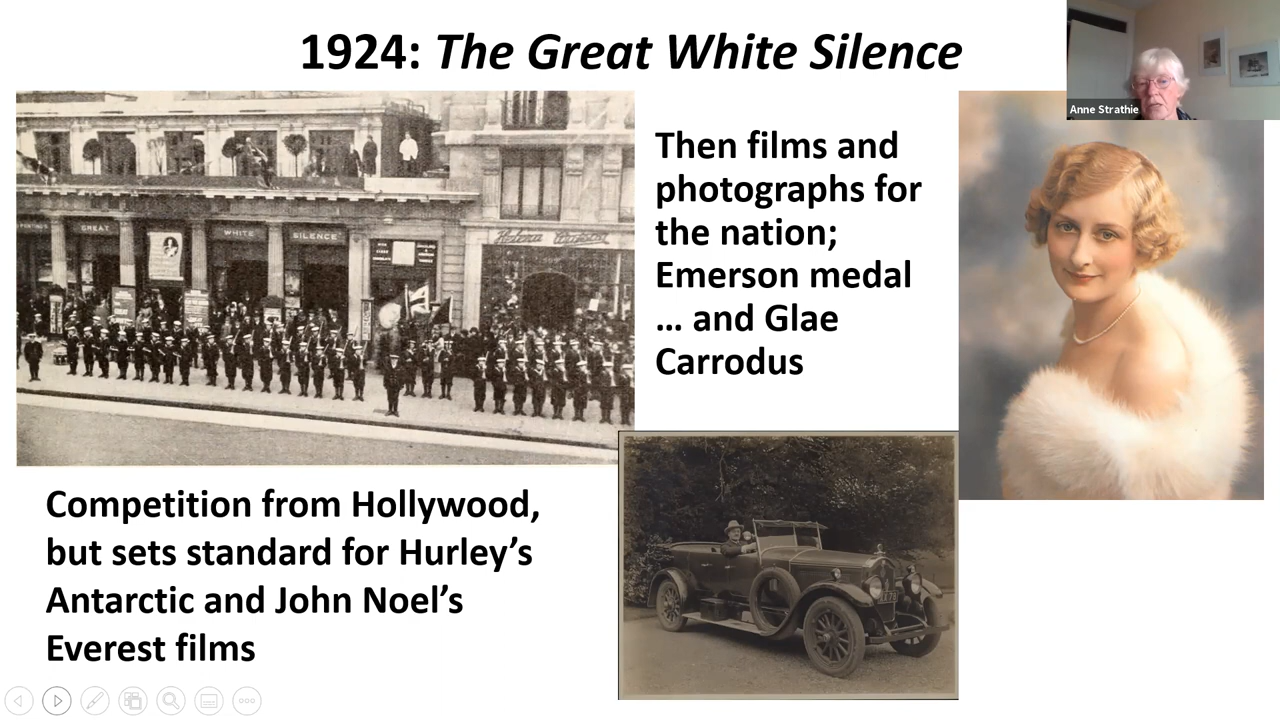 1924: The Great White Silence
Anne Strathie
Then films and
photographs for
the nation;
Emerson medal
… and Glae
Carrodus
GREAT
WHITE
SILENCE
Competition from Hollywood,
but sets standard for Hurley’s
Antarctic and John Noel’s
Everest films